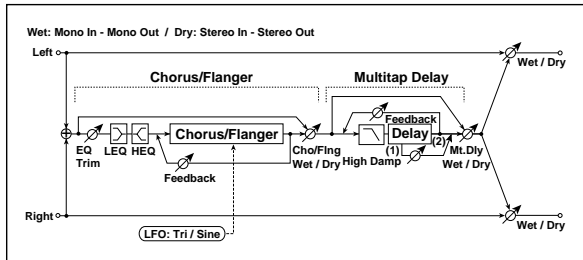 Wet: Mono In - Mono Out / Dry: Stereo In - Stereo Out
Left
Wet / Dry
Chorus/Flanger
Multitap Delay
Feedback
EQ
Trim
LEQ
HEQ
Chorus/Flanger
Cho/Flng
Wet / Dry
High Damp
Delay
(1)
(2)
Mt.Dly
Wet / Dry
Feedback
Right
Wet / Dry
LFO: Tri / Sine